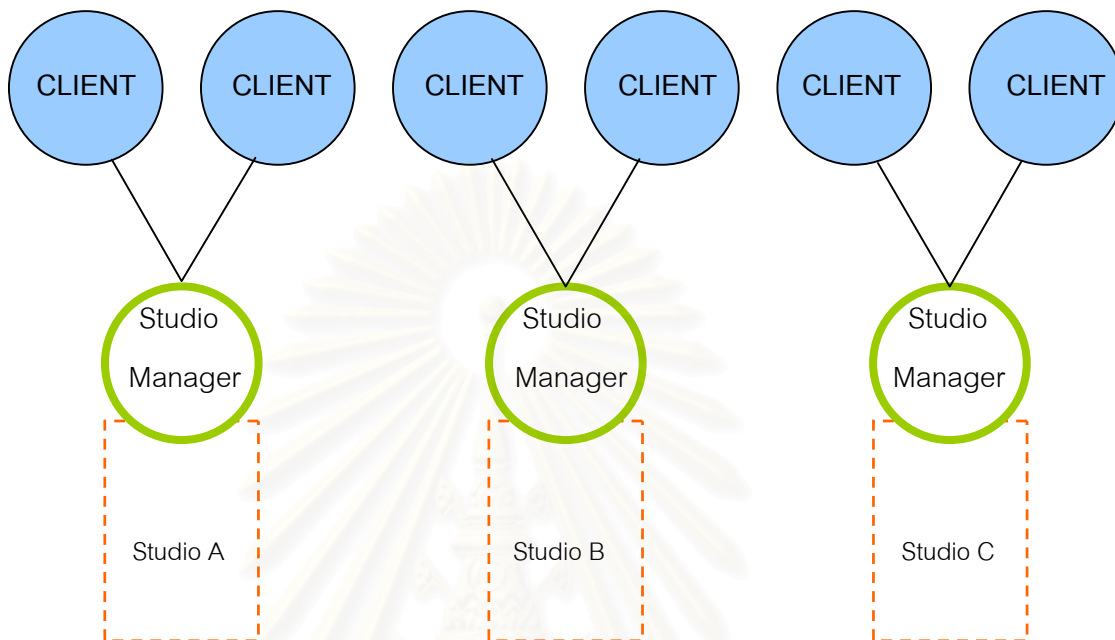 CLIENT
CLIENT
CLIENT
CLIENT
CLIENT
CLIENT
Studio
Manager
Studio
Manager
Studio
Manager
Studio A
Studio B
Studio C